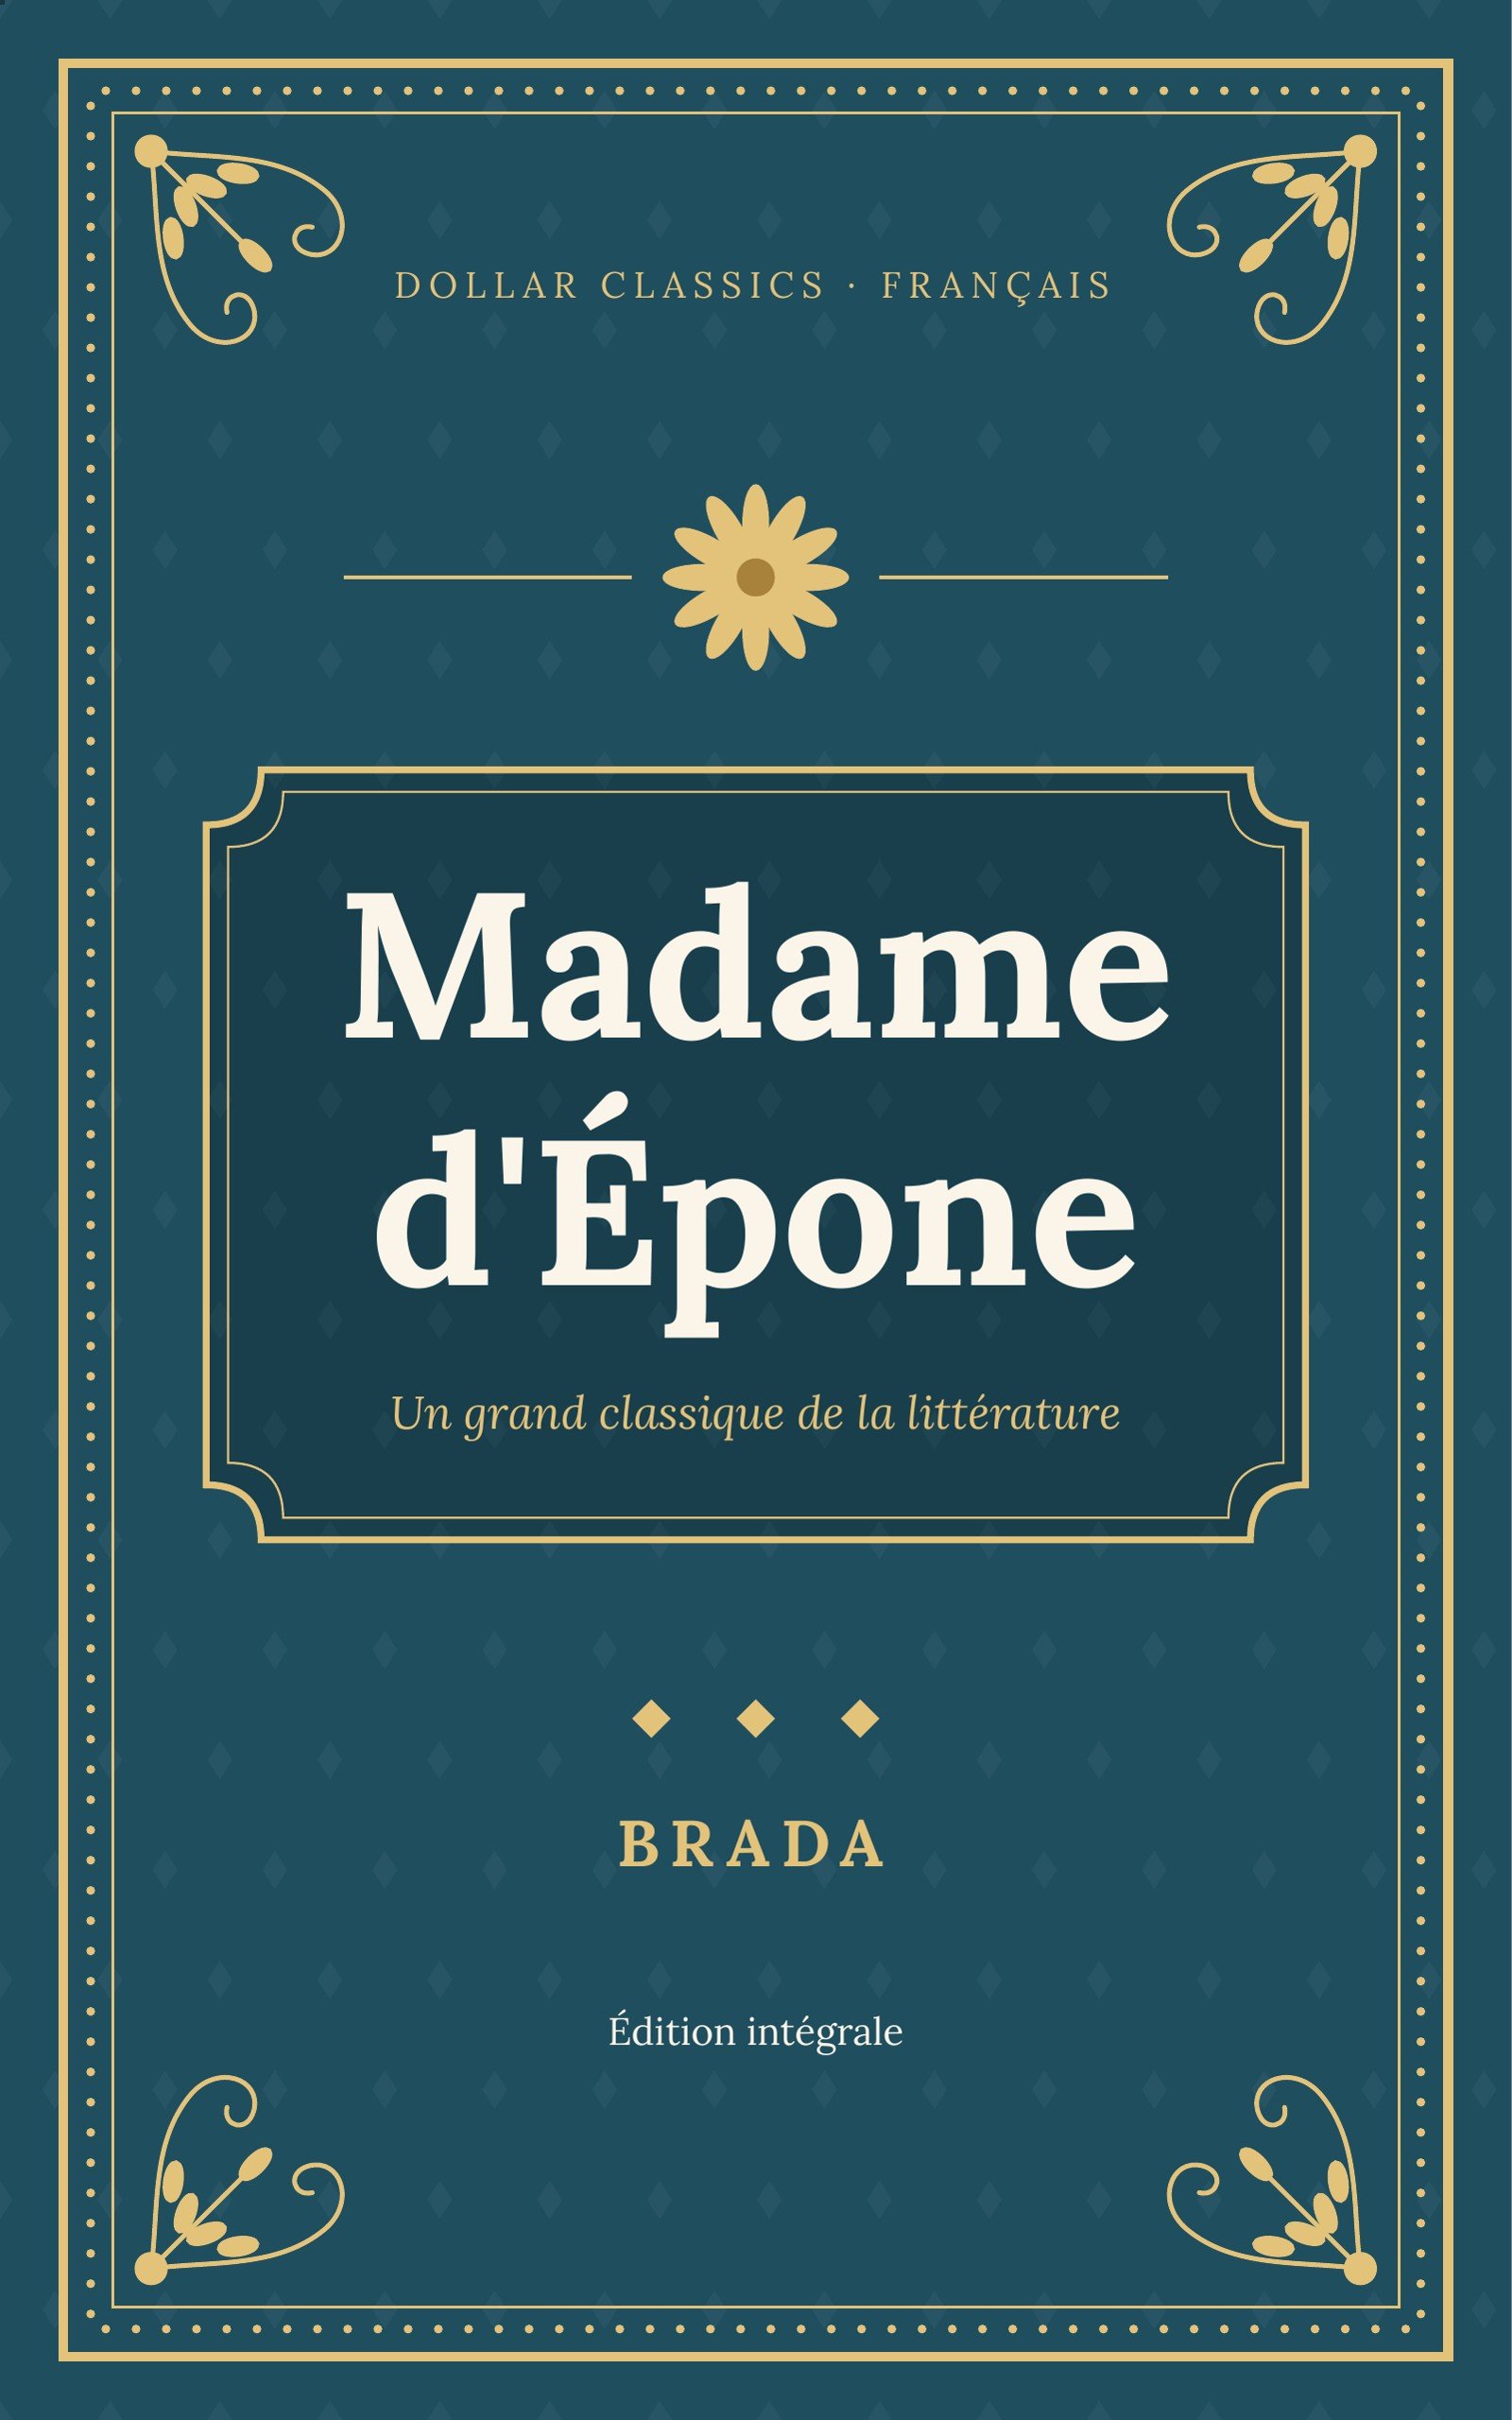 DOLLAR CLASSICS · FRANÇAIS
Madame
d'Épone
Un grand classique de la littérature
BRADA
Édition intégrale